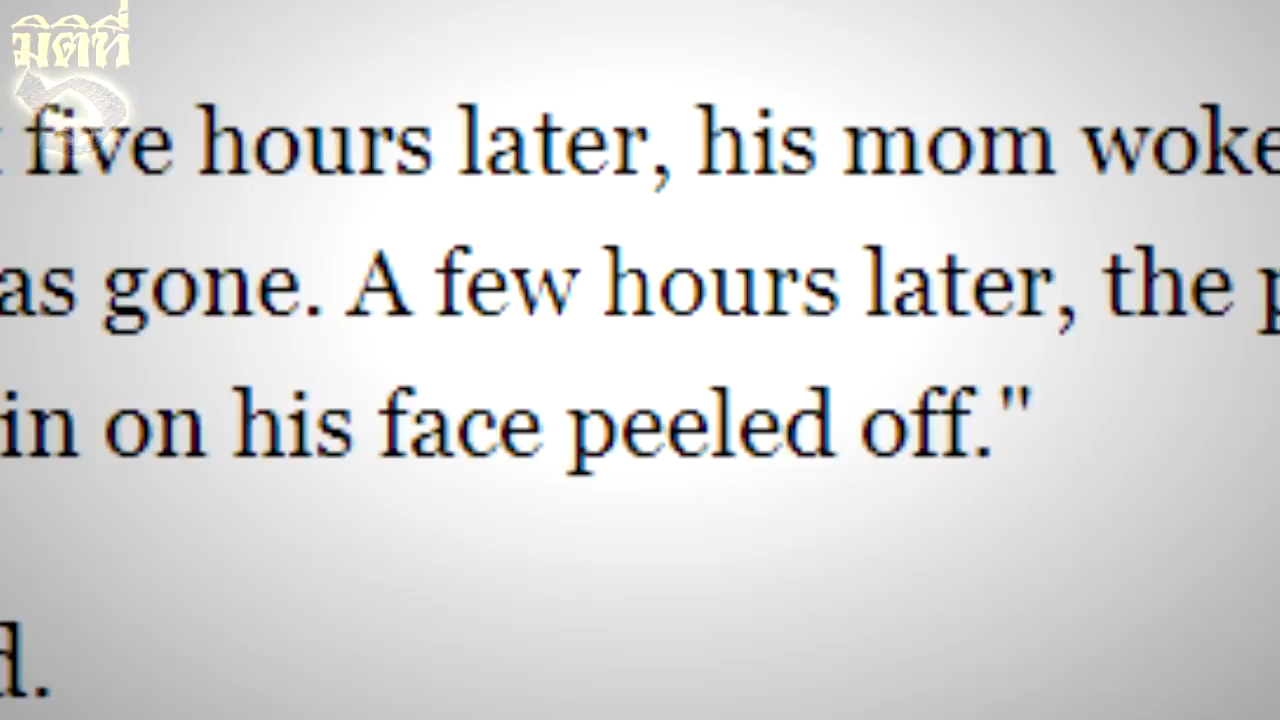 มิติที่
๖
five hours later, his mom woke
as gone. A few hours later, the p
in on his face peeled off."
d.